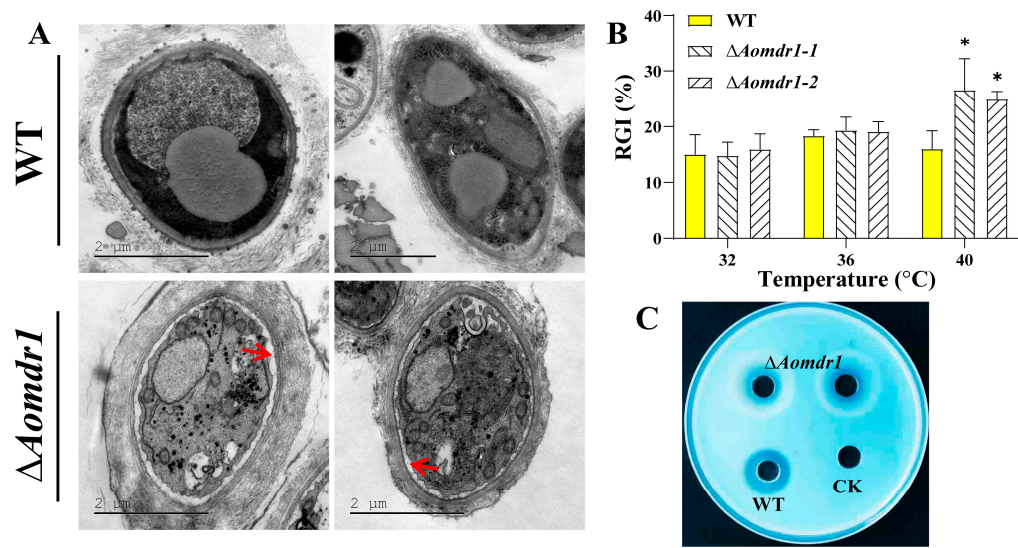 A
WT
2 μm
2 μm
ΔAomdr1
2 μm
2 μm
B
RGI (%)
40
30
20
10
0
WT
ΔAomdr1-1
ΔAomdr1-2
*
*
32
36
40
Temperature (°C)
C
ΔAomdr1
WT
CK